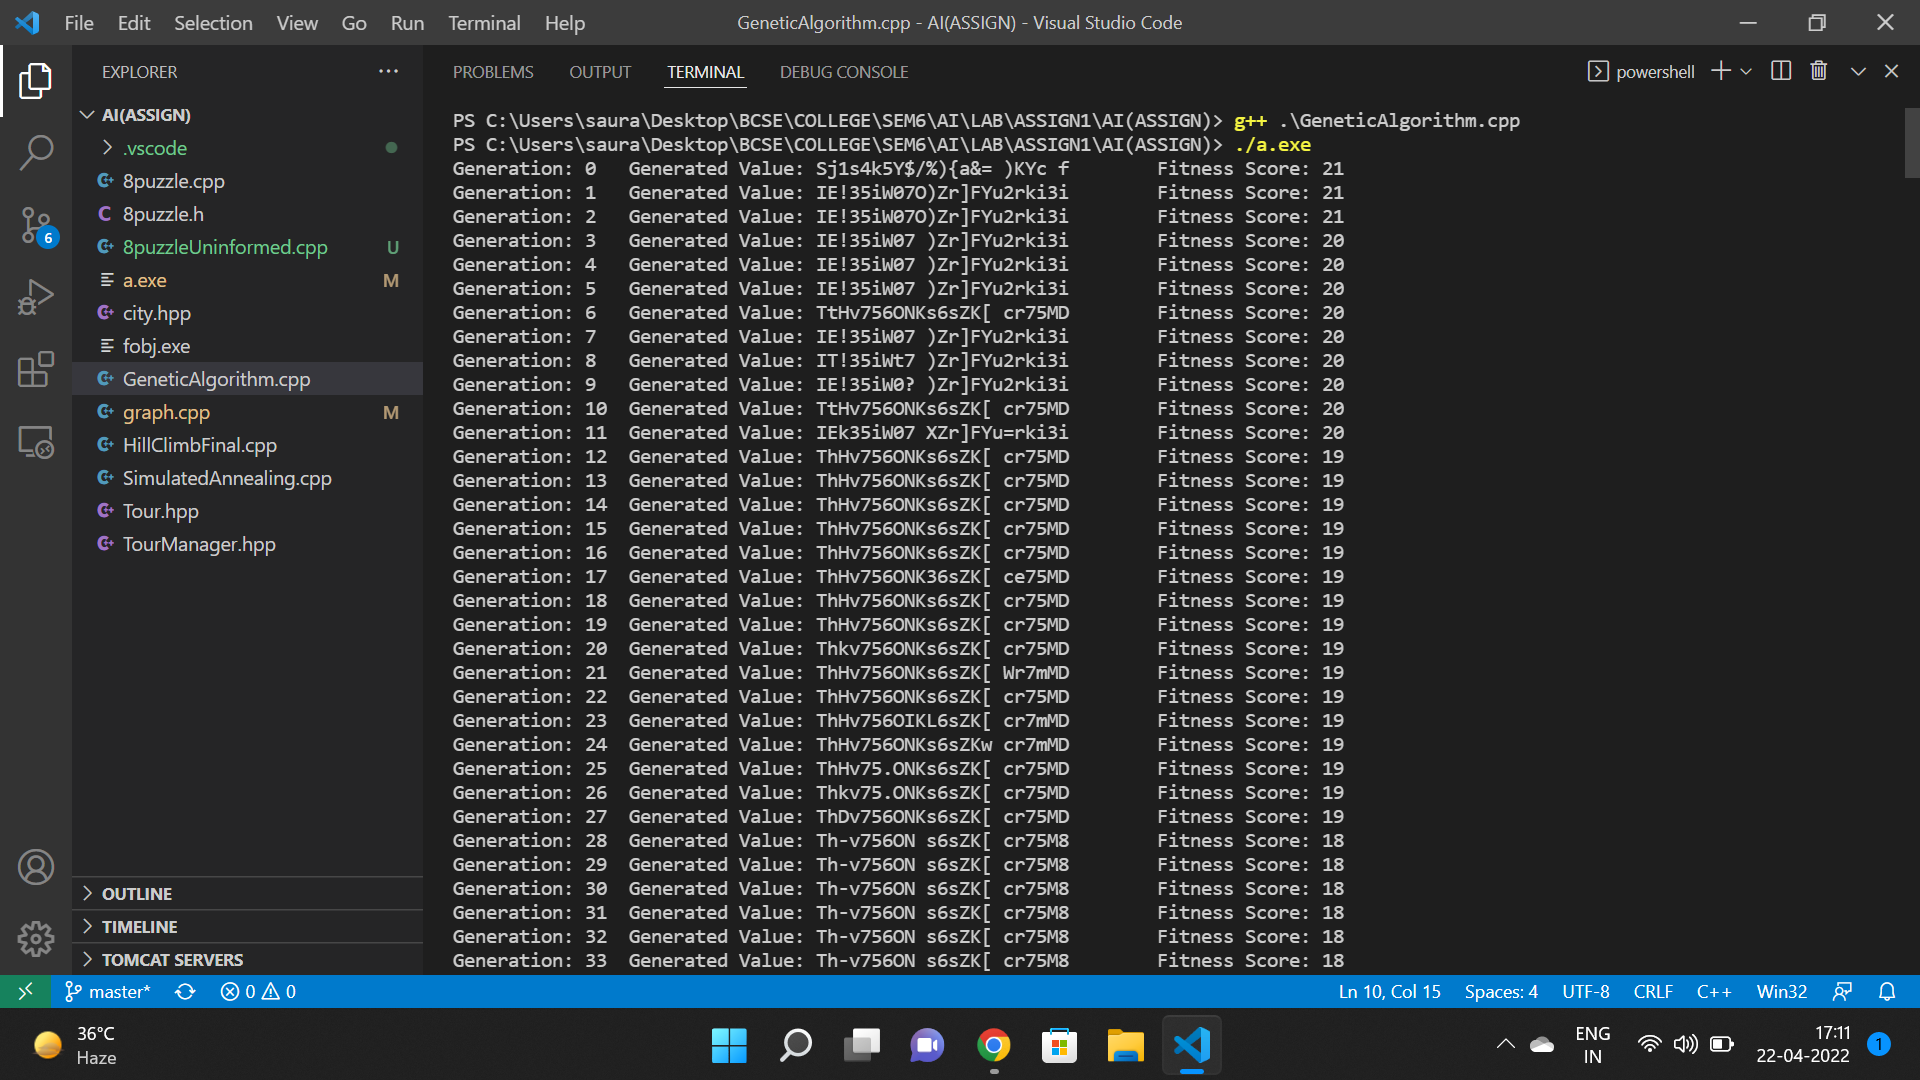 File Edit Selection View Go Run Terminal Help
GeneticAlgorithm.cpp - AI(ASSIGN) - Visual Studio Code
EXPLORER
AI(ASSIGN)
.vscode
8puzzle.cpp
8puzzle.h
8puzzleUninformed.cpp U
a.exe M
city.hpp
fobj.exe
GeneticAlgorithm.cpp
graph.cpp M
HillClimbFinal.cpp
SimulatedAnnealing.cpp
Tour.hpp
TourManager.hpp
OUTLINE
TIMELINE
TOMCAT SERVERS
6
PROBLEMS OUTPUT TERMINAL DEBUG CONSOLE
powershell
PS C:\Users\saura\Desktop\BCSE\COLLEGE\SEM6\AI\LAB\ASSIGN1\AI(ASSIGN)> g++ .\GeneticAlgorithm.cpp
PS C:\Users\saura\Desktop\BCSE\COLLEGE\SEM6\AI\LAB\ASSIGN1\AI(ASSIGN)> ./a.exe
Generation: 0 Generated Value: Sj1s4k5Y$/%){a&= )KYc f Fitness Score: 21
Generation: 1 Generated Value: IE!35iW07O)Zr]FYu2rki3i Fitness Score: 21
Generation: 2 Generated Value: IE!35iW07O)Zr]FYu2rki3i Fitness Score: 21
Generation: 3 Generated Value: IE!35iW07 )Zr]FYu2rki3i Fitness Score: 20
Generation: 4 Generated Value: IE!35iW07 )Zr]FYu2rki3i Fitness Score: 20
Generation: 5 Generated Value: IE!35iW07 )Zr]FYu2rki3i Fitness Score: 20
Generation: 6 Generated Value: TtHv756ONKs6sZK[ cr75MD Fitness Score: 20
Generation: 7 Generated Value: IE!35iW07 )Zr]FYu2rki3i Fitness Score: 20
Generation: 8 Generated Value: IT!35iWt7 )Zr]FYu2rki3i Fitness Score: 20
Generation: 9 Generated Value: IE!35iW0? )Zr]FYu2rki3i Fitness Score: 20
Generation: 10 Generated Value: TtHv756ONKs6sZK[ cr75MD Fitness Score: 20
Generation: 11 Generated Value: IEk35iW07 XZr]FYu=rki3i Fitness Score: 20
Generation: 12 Generated Value: ThHv756ONKs6sZK[ cr75MD Fitness Score: 19
Generation: 13 Generated Value: ThHv756ONKs6sZK[ cr75MD Fitness Score: 19
Generation: 14 Generated Value: ThHv756ONKs6sZK[ cr75MD Fitness Score: 19
Generation: 15 Generated Value: ThHv756ONKs6sZK[ cr75MD Fitness Score: 19
Generation: 16 Generated Value: ThHv756ONKs6sZK[ cr75MD Fitness Score: 19
Generation: 17 Generated Value: ThHv756ONK36sZK[ ce75MD Fitness Score: 19
Generation: 18 Generated Value: ThHv756ONKs6sZK[ cr75MD Fitness Score: 19
Generation: 19 Generated Value: ThHv756ONKs6sZK[ cr75MD Fitness Score: 19
Generation: 20 Generated Value: Thkv756ONKs6sZK[ cr75MD Fitness Score: 19
Generation: 21 Generated Value: ThHv756ONKs6sZK[ Wr7mMD Fitness Score: 19
Generation: 22 Generated Value: ThHv756ONKs6sZK[ cr75MD Fitness Score: 19
Generation: 23 Generated Value: ThHv756OIKL6sZK[ cr7mMD Fitness Score: 19
Generation: 24 Generated Value: ThHv756ONKs6sZKw cr7mMD Fitness Score: 19
Generation: 25 Generated Value: ThHv75.ONKs6sZK[ cr75MD Fitness Score: 19
Generation: 26 Generated Value: Thkv75.ONKs6sZK[ cr75MD Fitness Score: 19
Generation: 27 Generated Value: ThDv756ONKs6sZK[ cr75MD Fitness Score: 19
Generation: 28 Generated Value: Th-v756ON s6sZK[ cr75M8 Fitness Score: 18
Generation: 29 Generated Value: Th-v756ON s6sZK[ cr75M8 Fitness Score: 18
Generation: 30 Generated Value: Th-v756ON s6sZK[ cr75M8 Fitness Score: 18
Generation: 31 Generated Value: Th-v756ON s6sZK[ cr75M8 Fitness Score: 18
Generation: 32 Generated Value: Th-v756ON s6sZK[ cr75M8 Fitness Score: 18
Generation: 33 Generated Value: Th-v756ON s6sZK[ cr75M8 Fitness Score: 18
master* 0 0 Ln 10, Col 15 Spaces: 4 UTF-8 CRLF C++ Win32
36°C
Haze
ENG
IN
17:11
22-04-2022
1